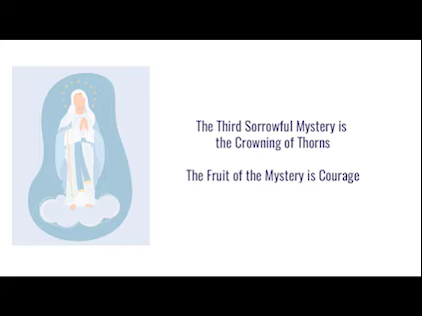 The Third Sorrowful Mystery is
the Crowning of Thorns
The Fruit of the Mystery is Courage